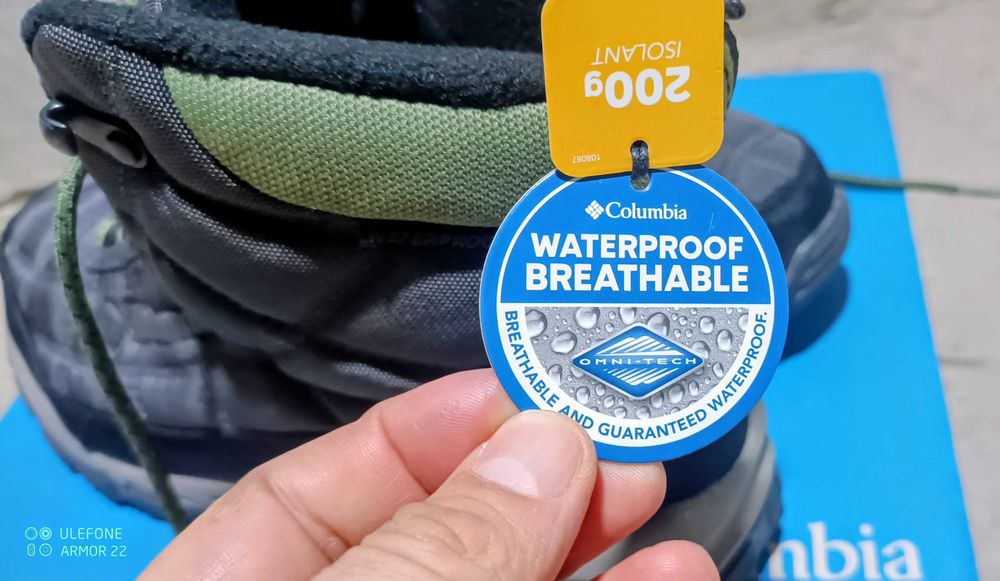 200g
ISOLANT
108087
Columbia
WATERPROOF
BREATHABLE
OMNI-TECH
BREATHABLE AND GUARANTEED WATERPROOF.
WATERPROOF
mbia
ULEFONE
ARMOR 22